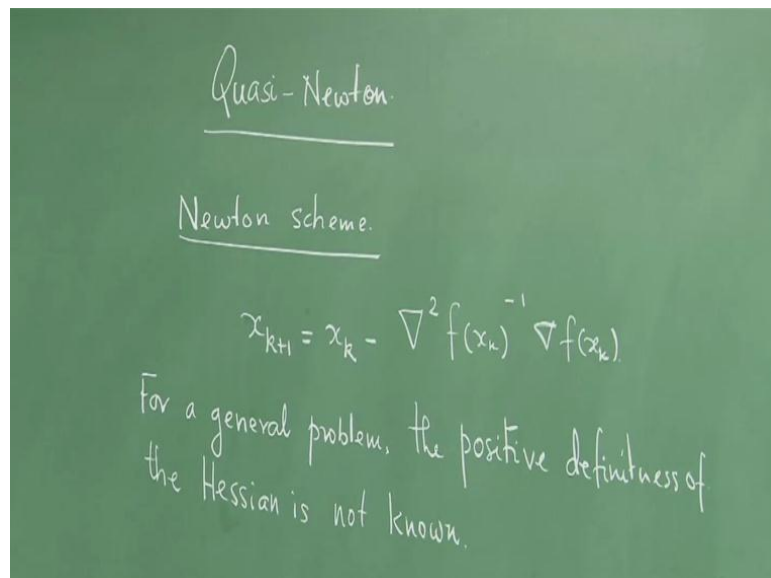 Quasi-Newton.
Newton scheme.
x_{k+1} = x_k - ∇²f(x_k)^{-1} ∇f(x_k).
For a general problem, the positive definitness of
the Hessian is not known.